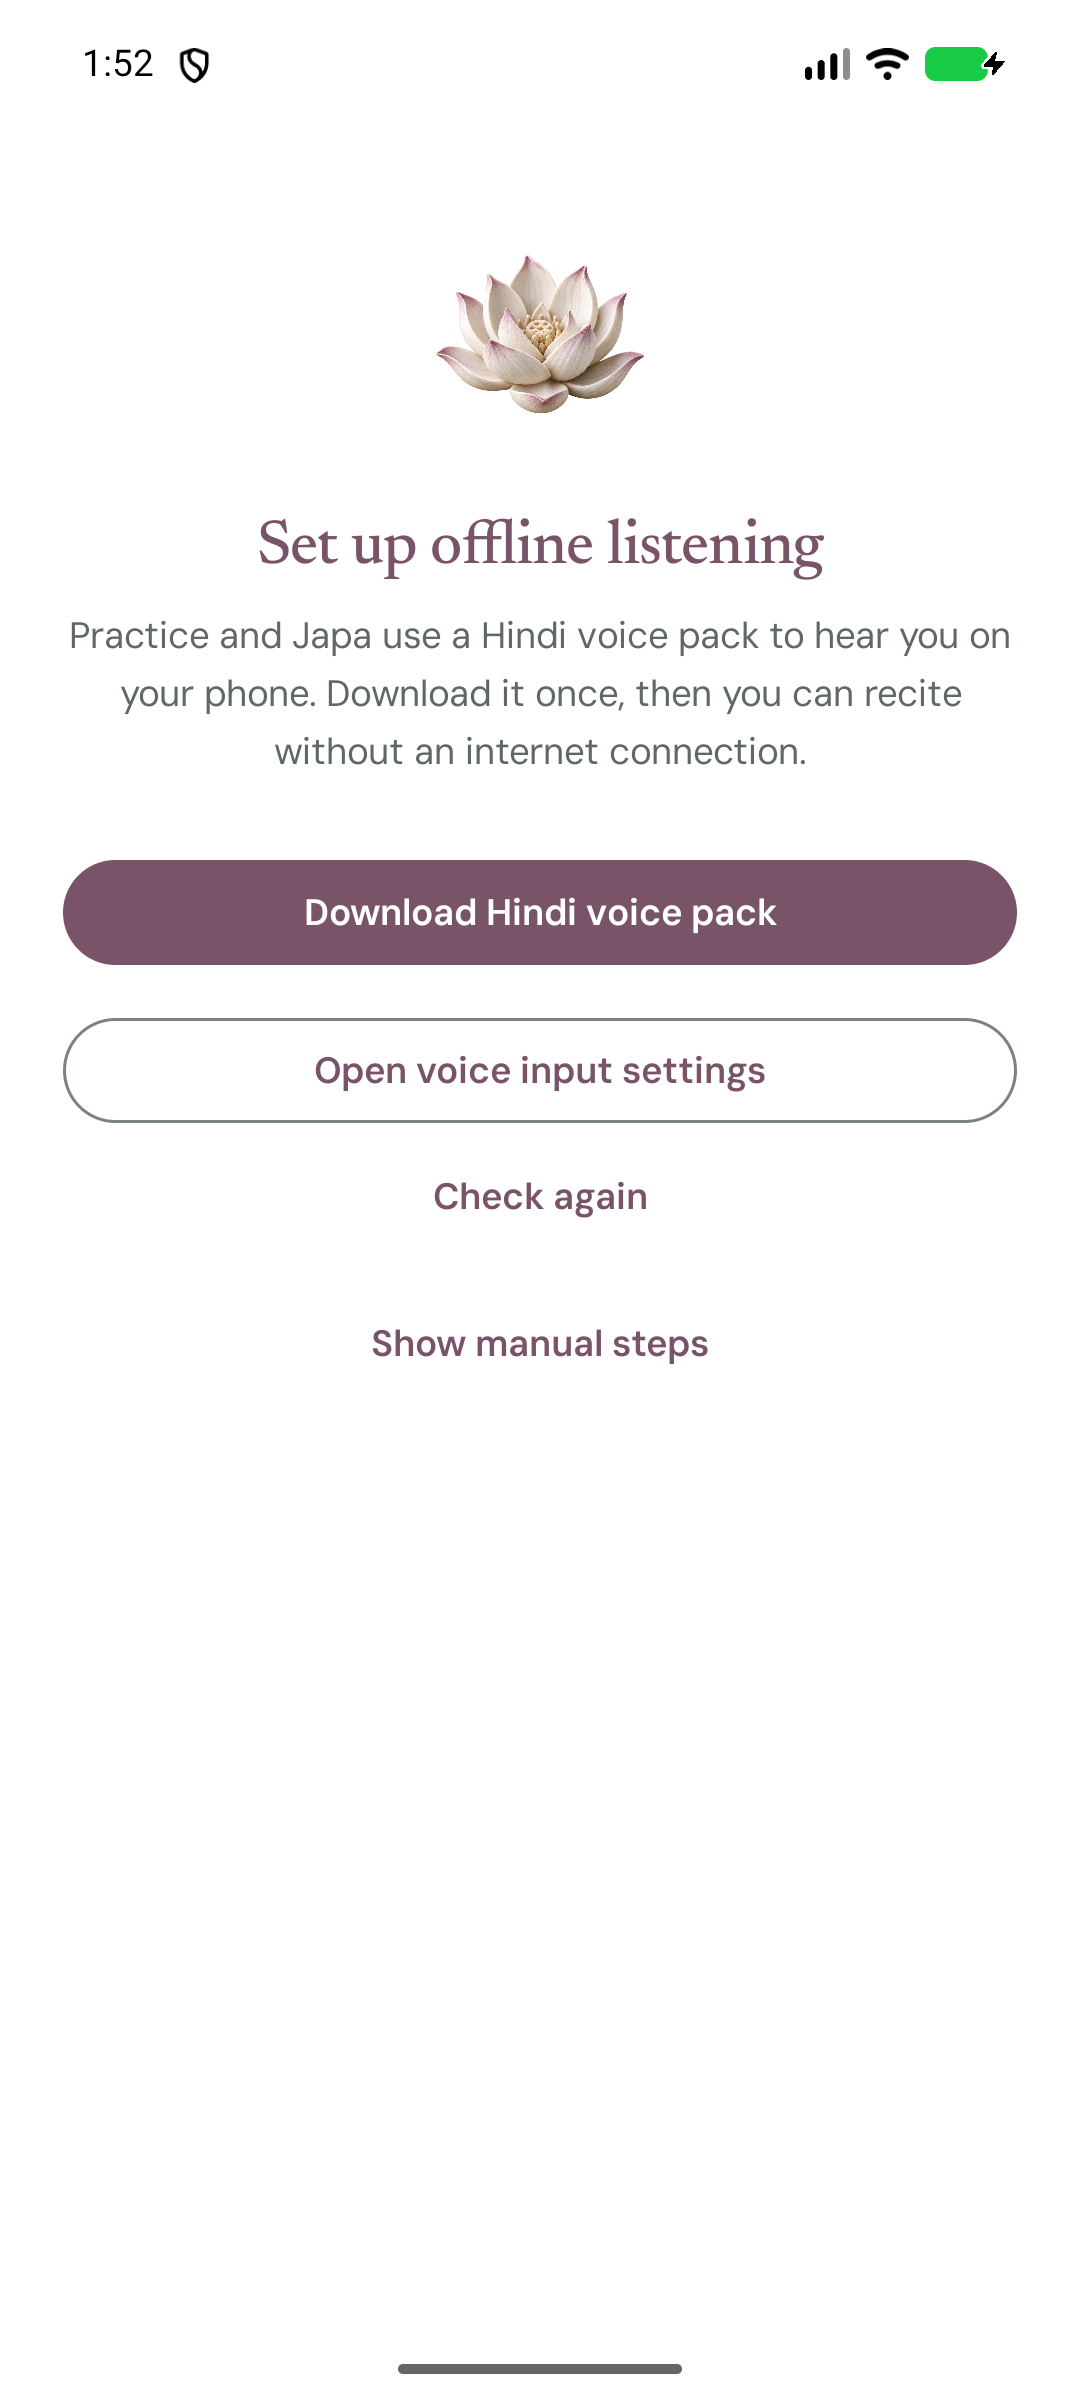 1:52
Set up offline listening
Practice and Japa use a Hindi voice pack to hear you on
your phone. Download it once, then you can recite
without an internet connection.
Download Hindi voice pack
Open voice input settings
Check again
Show manual steps